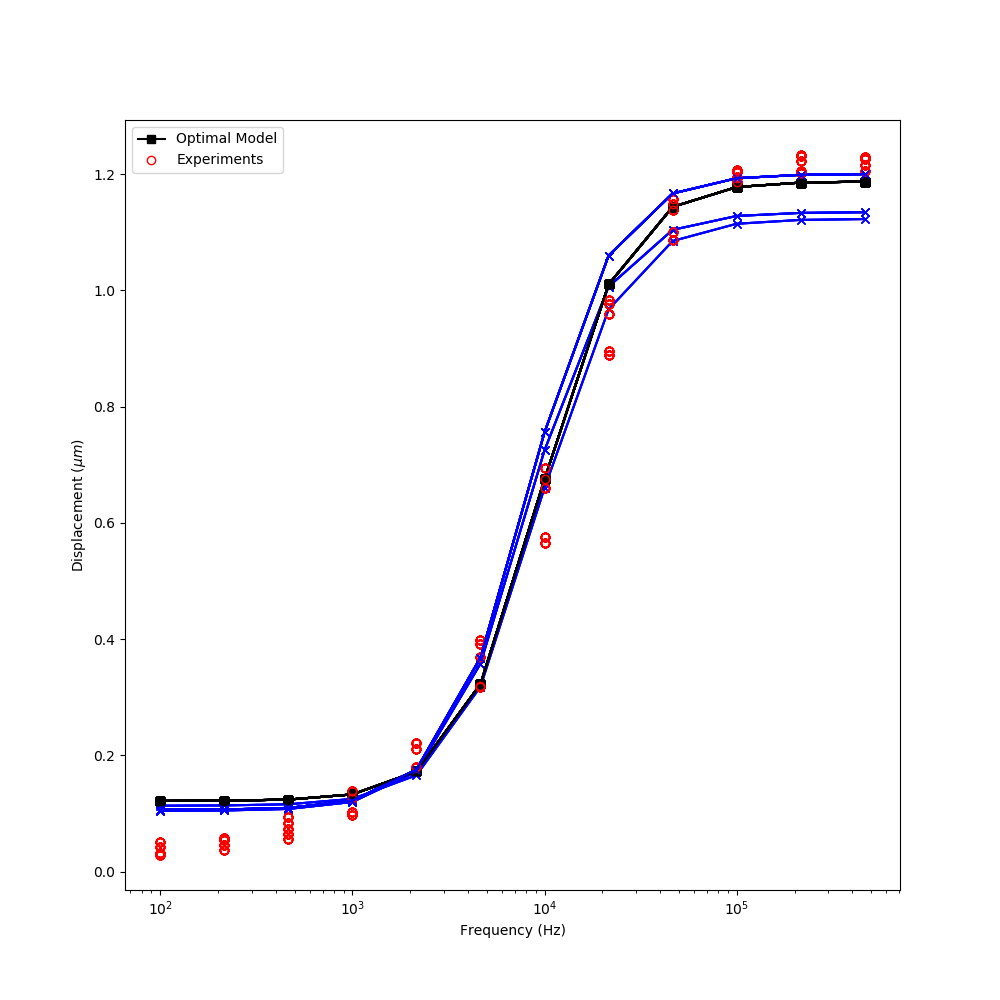 Optimal Model
Experiments
1.2
1.0
0.8
0.6
0.4
0.2
0.0
Displacement (μm)
10²
10³
10⁴
10⁵
Frequency (Hz)